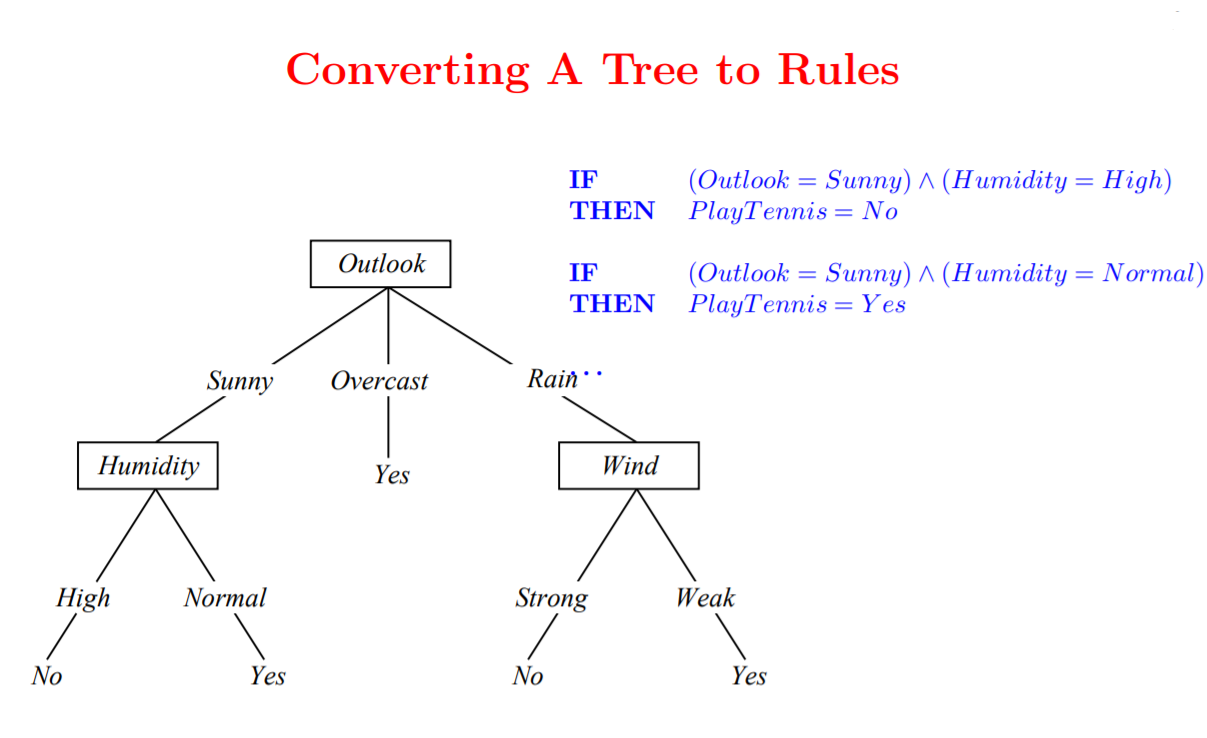 Converting A Tree to Rules
IF (Outlook = Sunny) ∧ (Humidity = High)
THEN PlayTennis = No
IF (Outlook = Sunny) ∧ (Humidity = Normal)
THEN PlayTennis = Yes
...
Outlook
Sunny Overcast Rain
Humidity Yes Wind
High Normal Strong Weak
No Yes No Yes